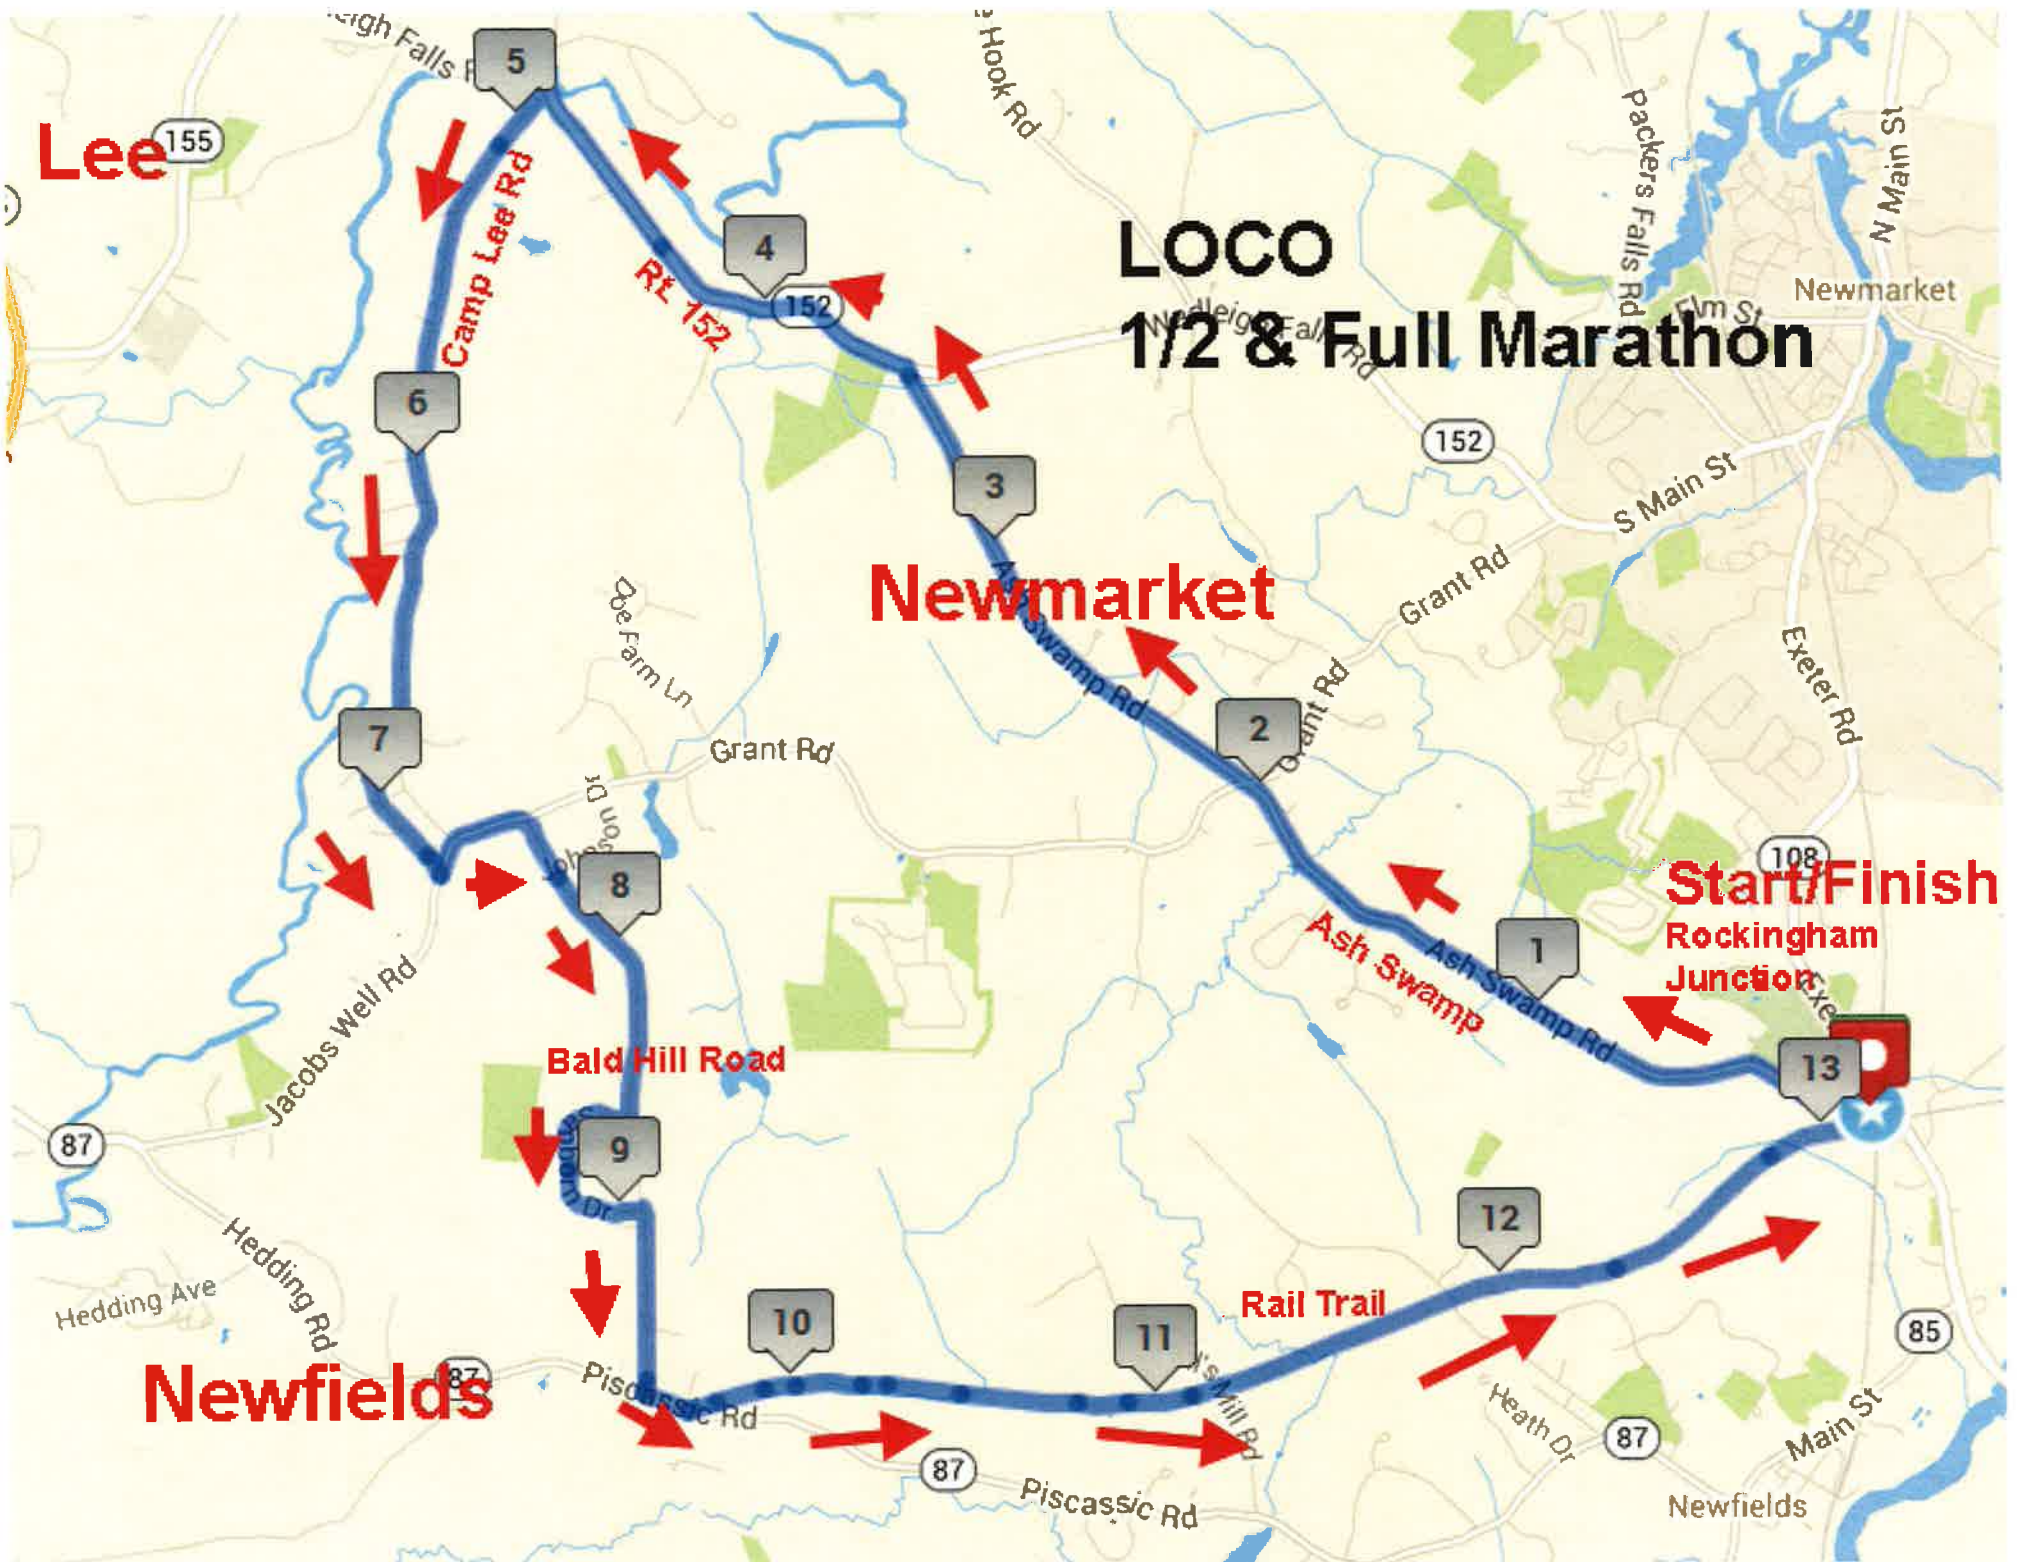 5
Hook Rd
Lee
155
Camp Lee Rd
4
152
Rt 152
Packers Falls Rd
N Main St
LOCO
1/2 & Full Marathon
Newmarket
Elm St
6
3
152
S Main St
Grant Rd
Newmarket
Ash Swamp Rd
Exeter Rd
7
2
Grant Rd
Grant Rd
108
Start/Finish
Rockingham
Junction
8
1
Ash Swamp
Ash Swamp Rd
Jacobs Well Rd
Bald Hill Road
13
87
9
Hedding Rd
12
Hedding Ave
10
11
Rail Trail
85
Newfields
87
Piscassic Rd
Heath Dr
87
Main St
87
Piscassic Rd
Newfields